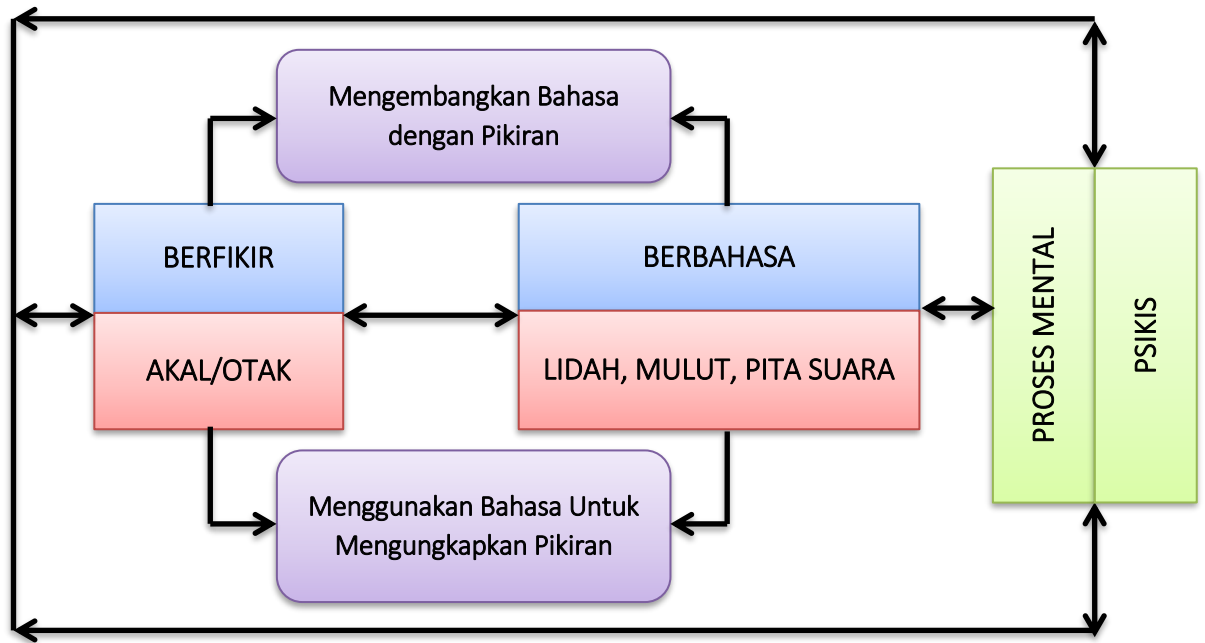 Mengembangkan Bahasa
dengan Pikiran
BERFIKIR
BERBAHASA
AKAL/OTAK
LIDAH, MULUT, PITA SUARA
PROSES MENTAL
PSIKIS
Menggunakan Bahasa Untuk
Mengungkapkan Pikiran